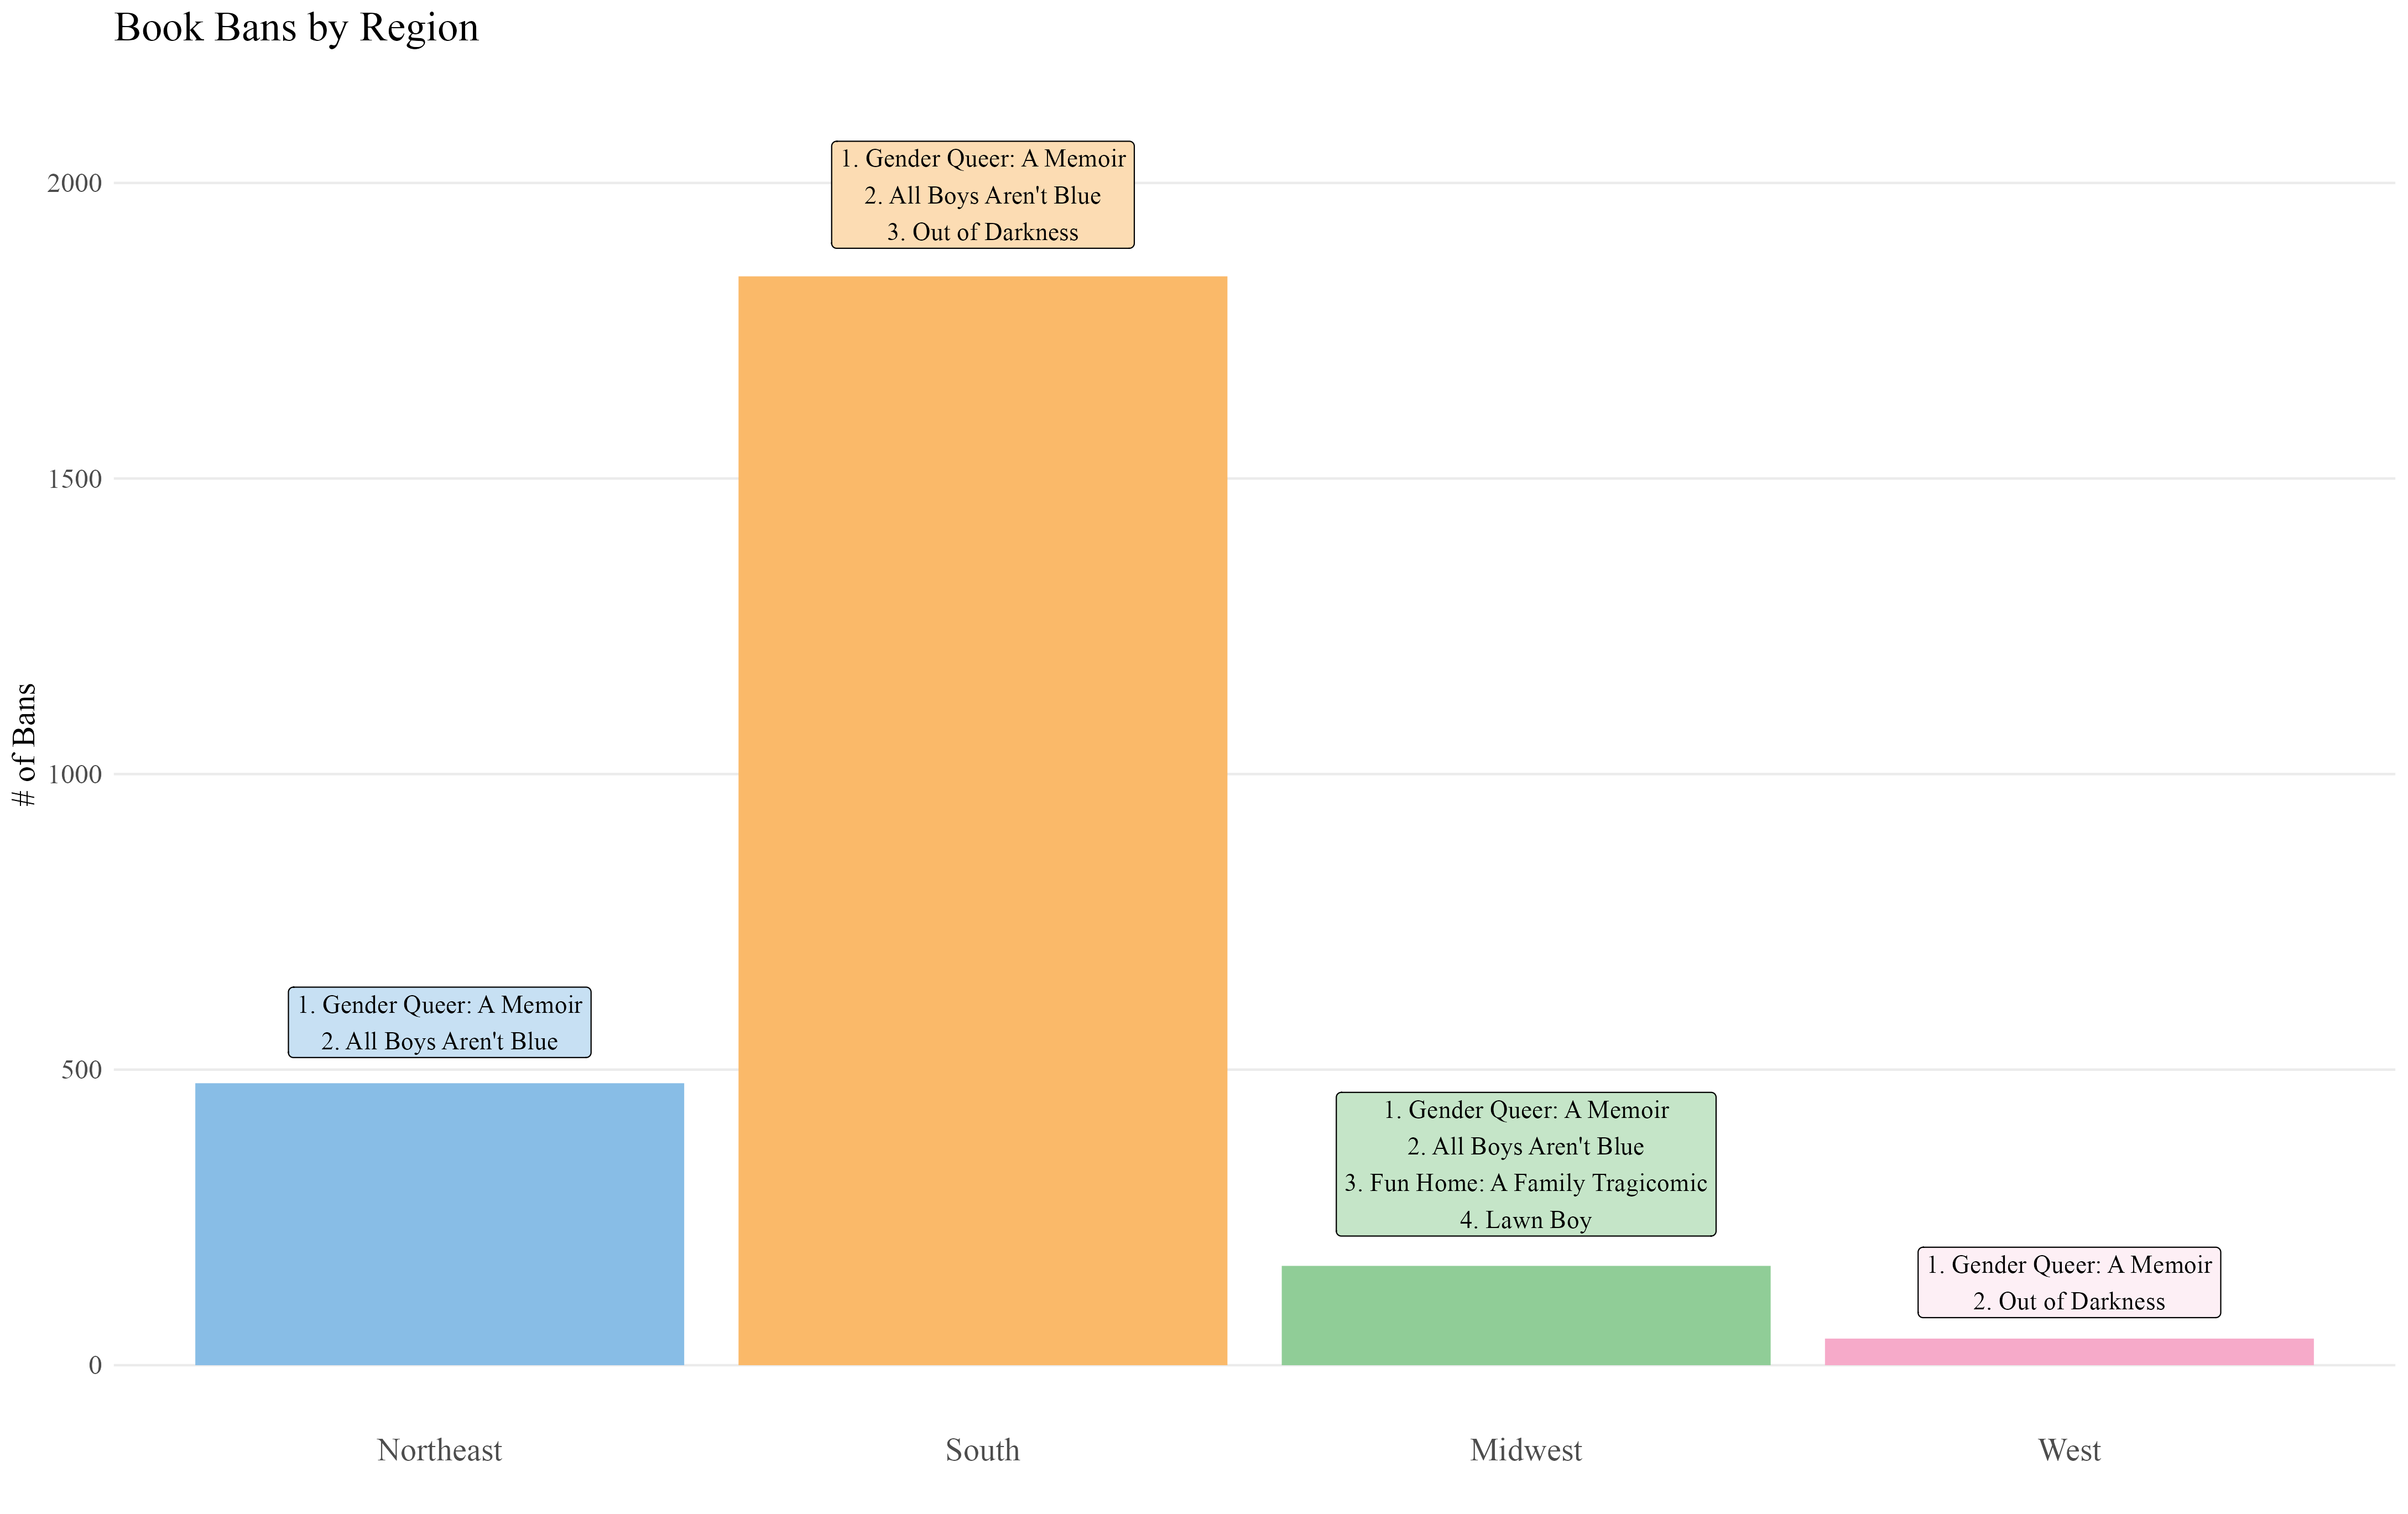 Book Bans by Region
# of Bans
2000
1500
1000
500
0
1. Gender Queer: A Memoir
2. All Boys Aren't Blue
1. Gender Queer: A Memoir
2. All Boys Aren't Blue
3. Out of Darkness
1. Gender Queer: A Memoir
2. All Boys Aren't Blue
3. Fun Home: A Family Tragicomic
4. Lawn Boy
1. Gender Queer: A Memoir
2. Out of Darkness
Northeast
South
Midwest
West